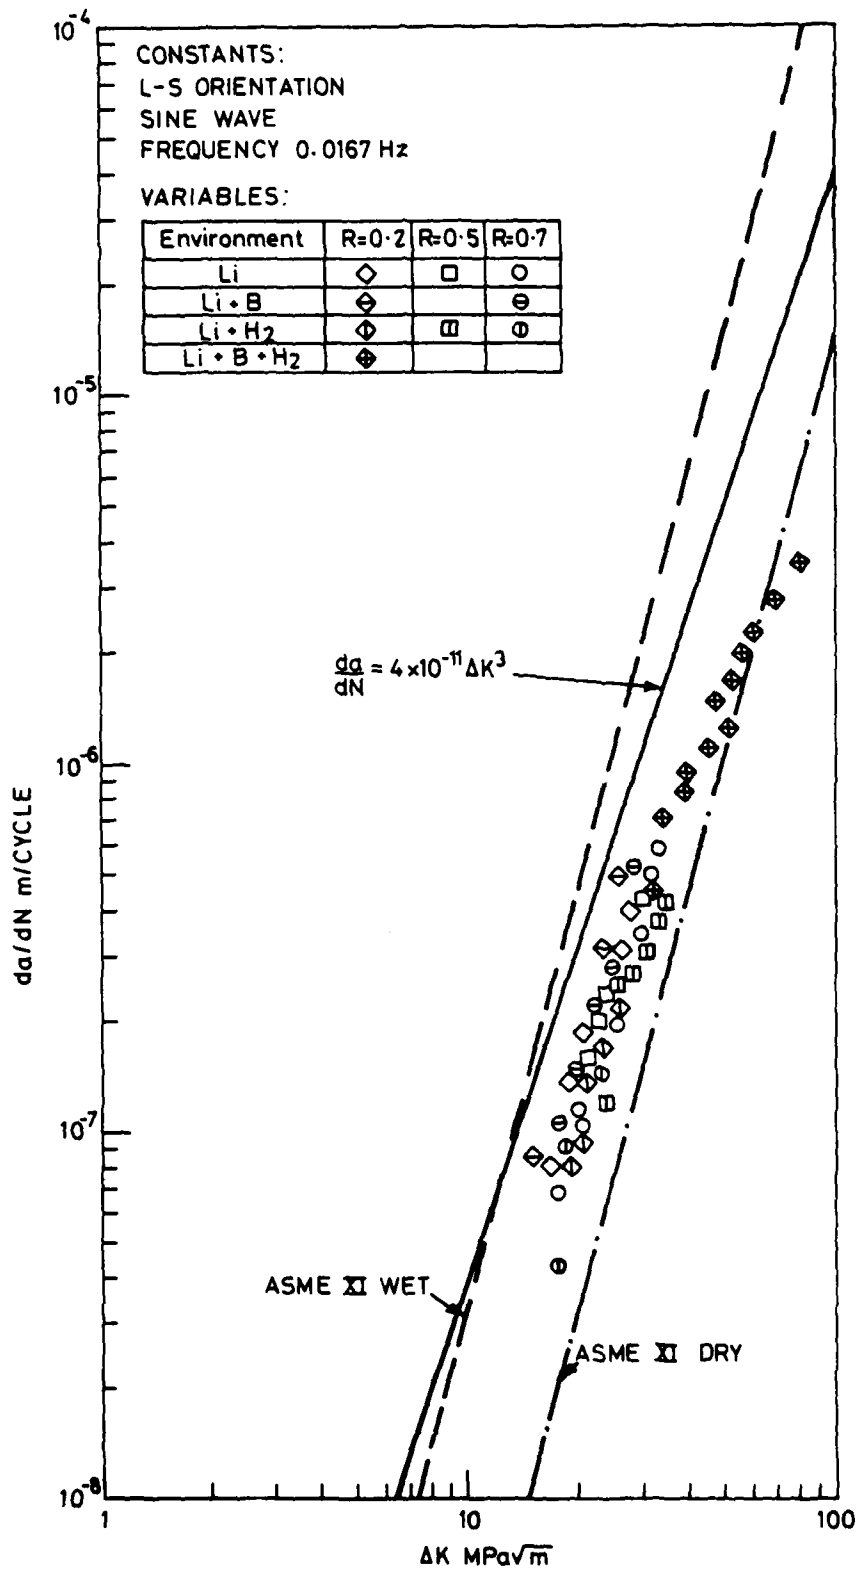 10⁻⁴
CONSTANTS:
L-S ORIENTATION
SINE WAVE
FREQUENCY 0.0167 Hz
VARIABLES:
Environment R=0·2 R=0·5 R=0·7
Li
Li + B
Li + H₂
Li + B + H₂
10⁻⁵
da/dN = 4×10⁻¹¹ ΔK³
10⁻⁶
da/dN m/CYCLE
10⁻⁷
ASME XI WET
ASME XI DRY
10⁻⁸
1 10 100
ΔK MPa√m